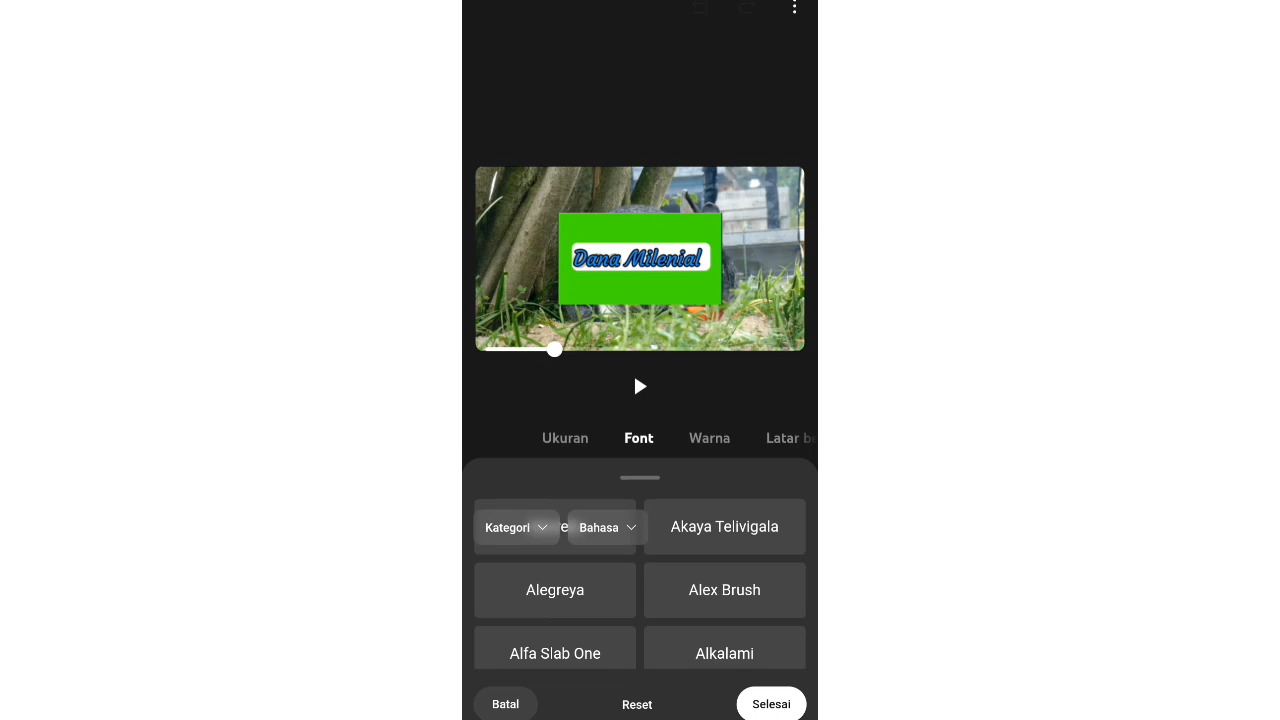 Dana Milenial
Ukuran Font Warna Latar
Kategori Bahasa Akaya Telivigala
Alegreya Alex Brush
Alfa Slab One Alkalami
Batal Reset Selesai